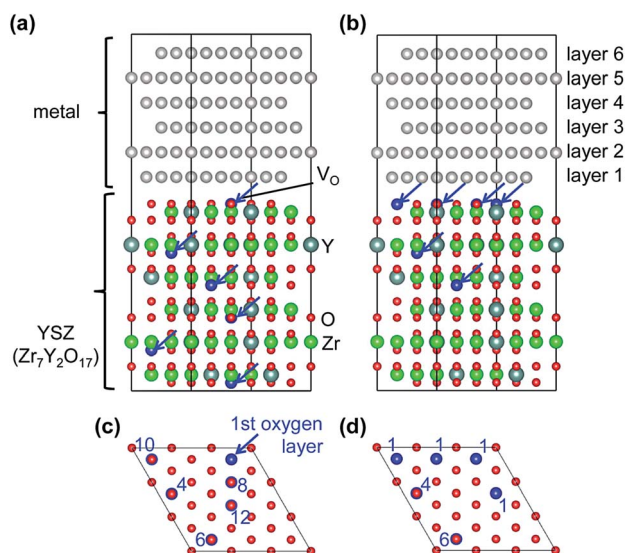 (a)
(b)
metal
layer 6
layer 5
layer 4
layer 3
layer 2
layer 1
VO
Y
O
Zr
YSZ
(Zr7Y2O17)
(c)
1st oxygen
layer
(d)
10
4
8
12
6
1 1 1
4
1
6